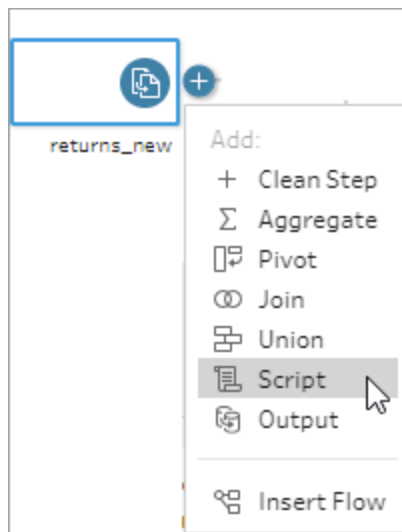 returns_new
Add:
Clean Step
Aggregate
Pivot
Join
Union
Script
Output
Insert Flow